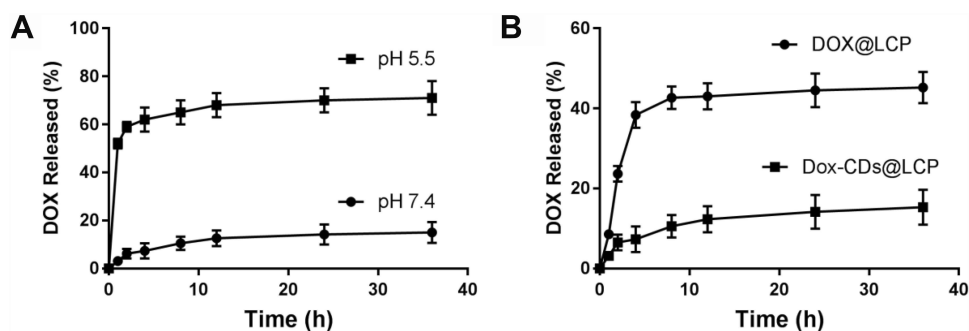 A
DOX Released (%)
100
80
60
40
20
0
pH 5.5
pH 7.4
0 10 20 30 40
Time (h)
B
DOX Released (%)
60
40
20
0
DOX@LCP
Dox-CDs@LCP
0 10 20 30 40
Time (h)